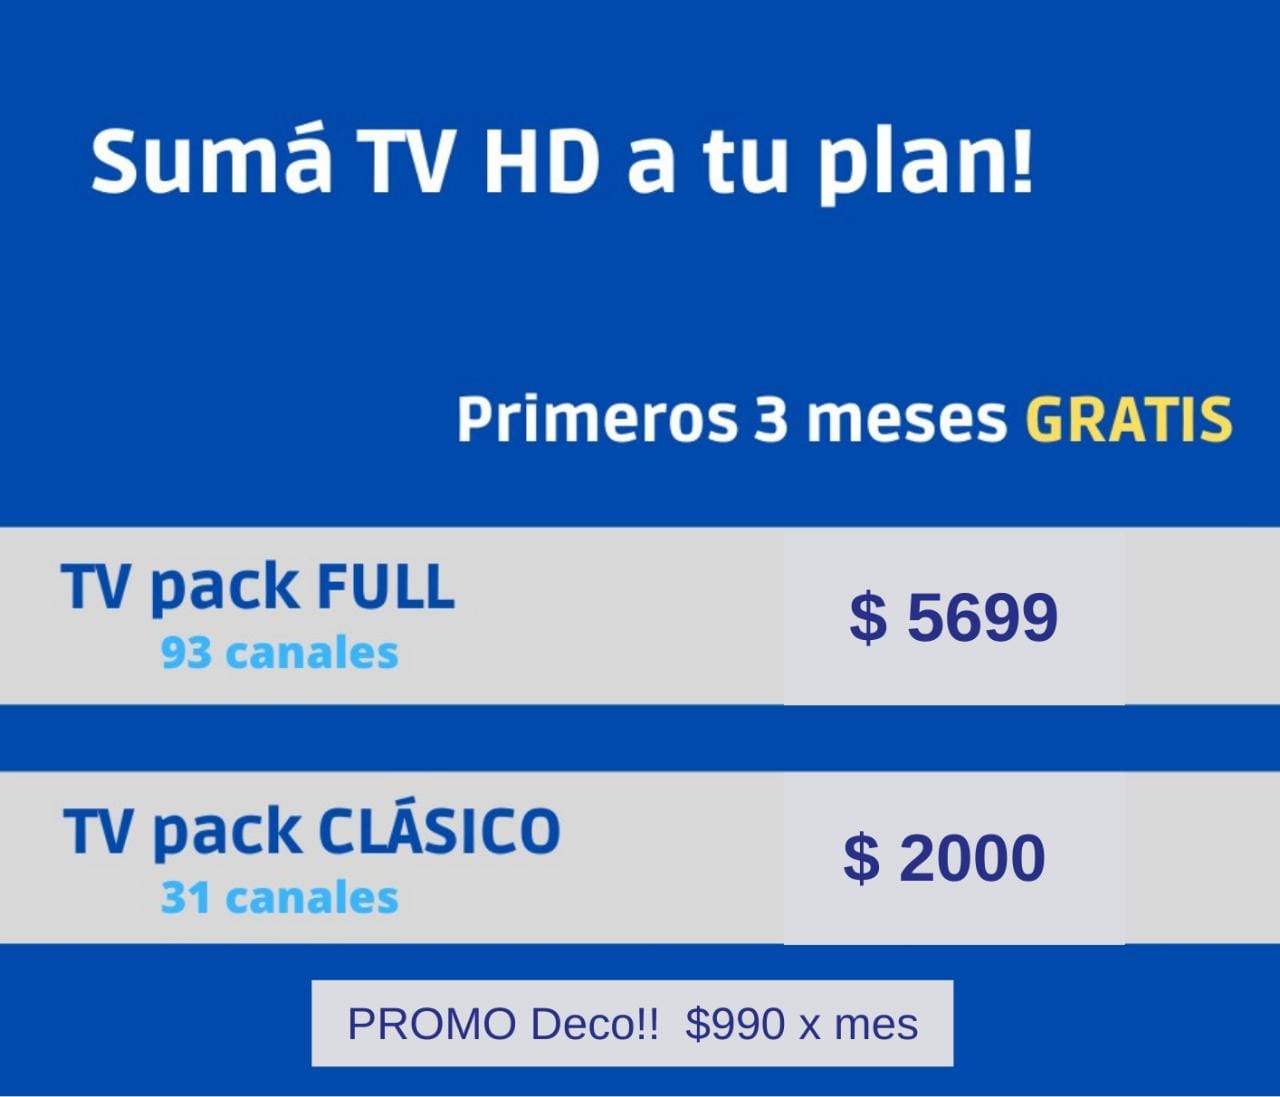 Sumá TV HD a tu plan!
Primeros 3 meses GRATIS
TV pack FULL
93 canales
$ 5699
TV pack CLÁSICO
31 canales
$ 2000
PROMO Deco!!  $990 x mes